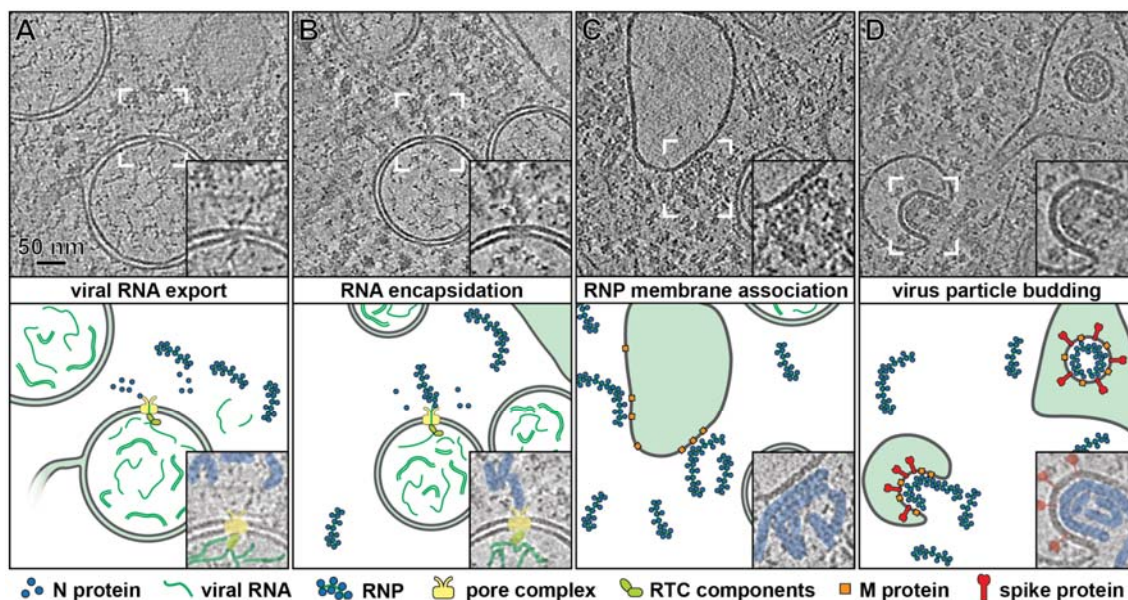 A
B
C
D
50 nm
viral RNA export
RNA encapsidation
RNP membrane association
virus particle budding
N protein
viral RNA
RNP
pore complex
RTC components
M protein
spike protein